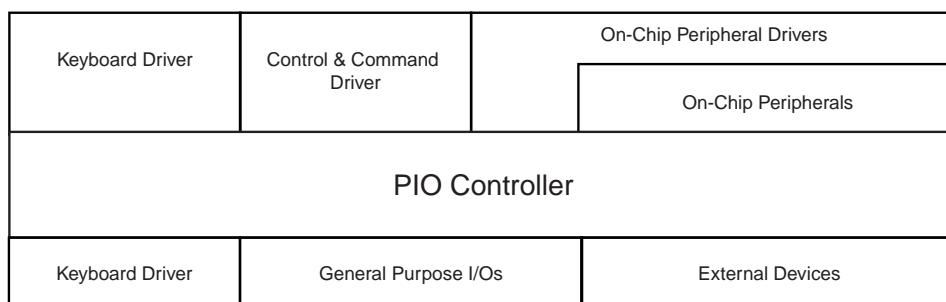 Keyboard Driver
Control & Command
Driver
On-Chip Peripheral Drivers
On-Chip Peripherals
PIO Controller
Keyboard Driver
General Purpose I/Os
External Devices